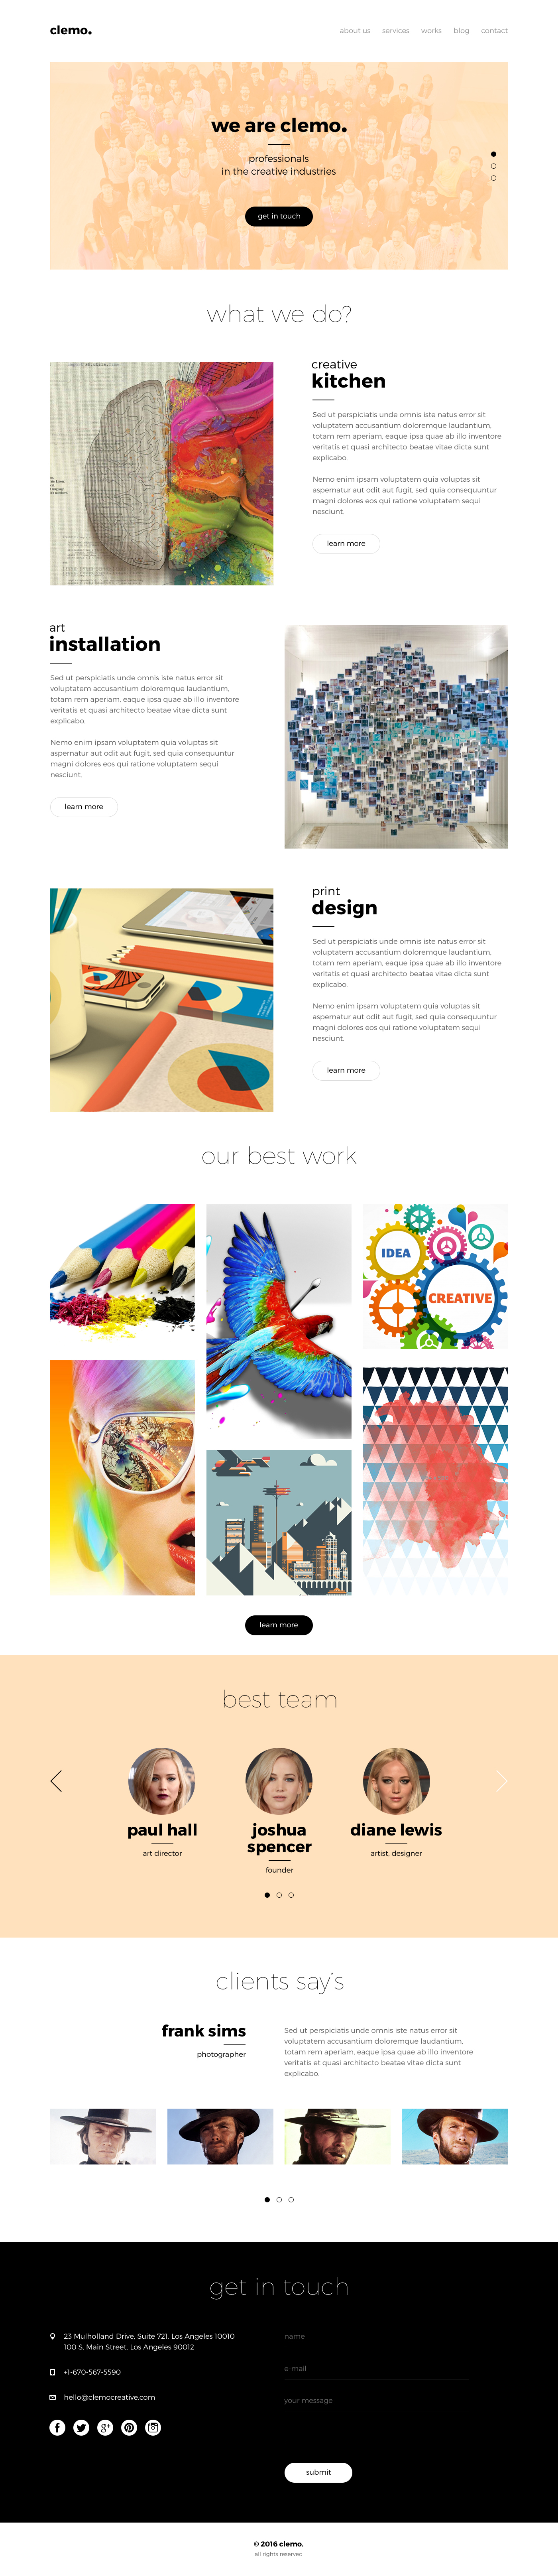 clemo.
about us services works blog contact
we are clemo.
professionals
in the creative industries
get in touch
what we do?
creative
kitchen
Sed ut perspiciatis unde omnis iste natus error sit
voluptatem accusantium doloremque laudantium,
totam rem aperiam, eaque ipsa quae ab illo inventore
veritatis et quasi architecto beatae vitae dicta sunt
explicabo.
Nemo enim ipsam voluptatem quia voluptas sit
aspernatur aut odit aut fugit, sed quia consequuntur
magni dolores eos qui ratione voluptatem sequi
nesciunt.
learn more
art
installation
Sed ut perspiciatis unde omnis iste natus error sit
voluptatem accusantium doloremque laudantium,
totam rem aperiam, eaque ipsa quae ab illo inventore
veritatis et quasi architecto beatae vitae dicta sunt
explicabo.
Nemo enim ipsam voluptatem quia voluptas sit
aspernatur aut odit aut fugit, sed quia consequuntur
magni dolores eos qui ratione voluptatem sequi
nesciunt.
learn more
print
design
Sed ut perspiciatis unde omnis iste natus error sit
voluptatem accusantium doloremque laudantium,
totam rem aperiam, eaque ipsa quae ab illo inventore
veritatis et quasi architecto beatae vitae dicta sunt
explicabo.
Nemo enim ipsam voluptatem quia voluptas sit
aspernatur aut odit aut fugit, sed quia consequuntur
magni dolores eos qui ratione voluptatem sequi
nesciunt.
learn more
our best work
IDEA
CREATIVE
learn more
best team
paul hall
art director
joshua
spencer
founder
diane lewis
artist, designer
clients say's
frank sims
photographer
Sed ut perspiciatis unde omnis iste natus error sit
voluptatem accusantium doloremque laudantium,
totam rem aperiam, eaque ipsa quae ab illo inventore
veritatis et quasi architecto beatae vitae dicta sunt
explicabo.
get in touch
23 Mulholland Drive, Suite 721. Los Angeles 10010
100 S. Main Street. Los Angeles 90012
+1-670-567-5590
hello@clemocreative.com
name
e-mail
your message
submit
© 2016 clemo.
all rights reserved